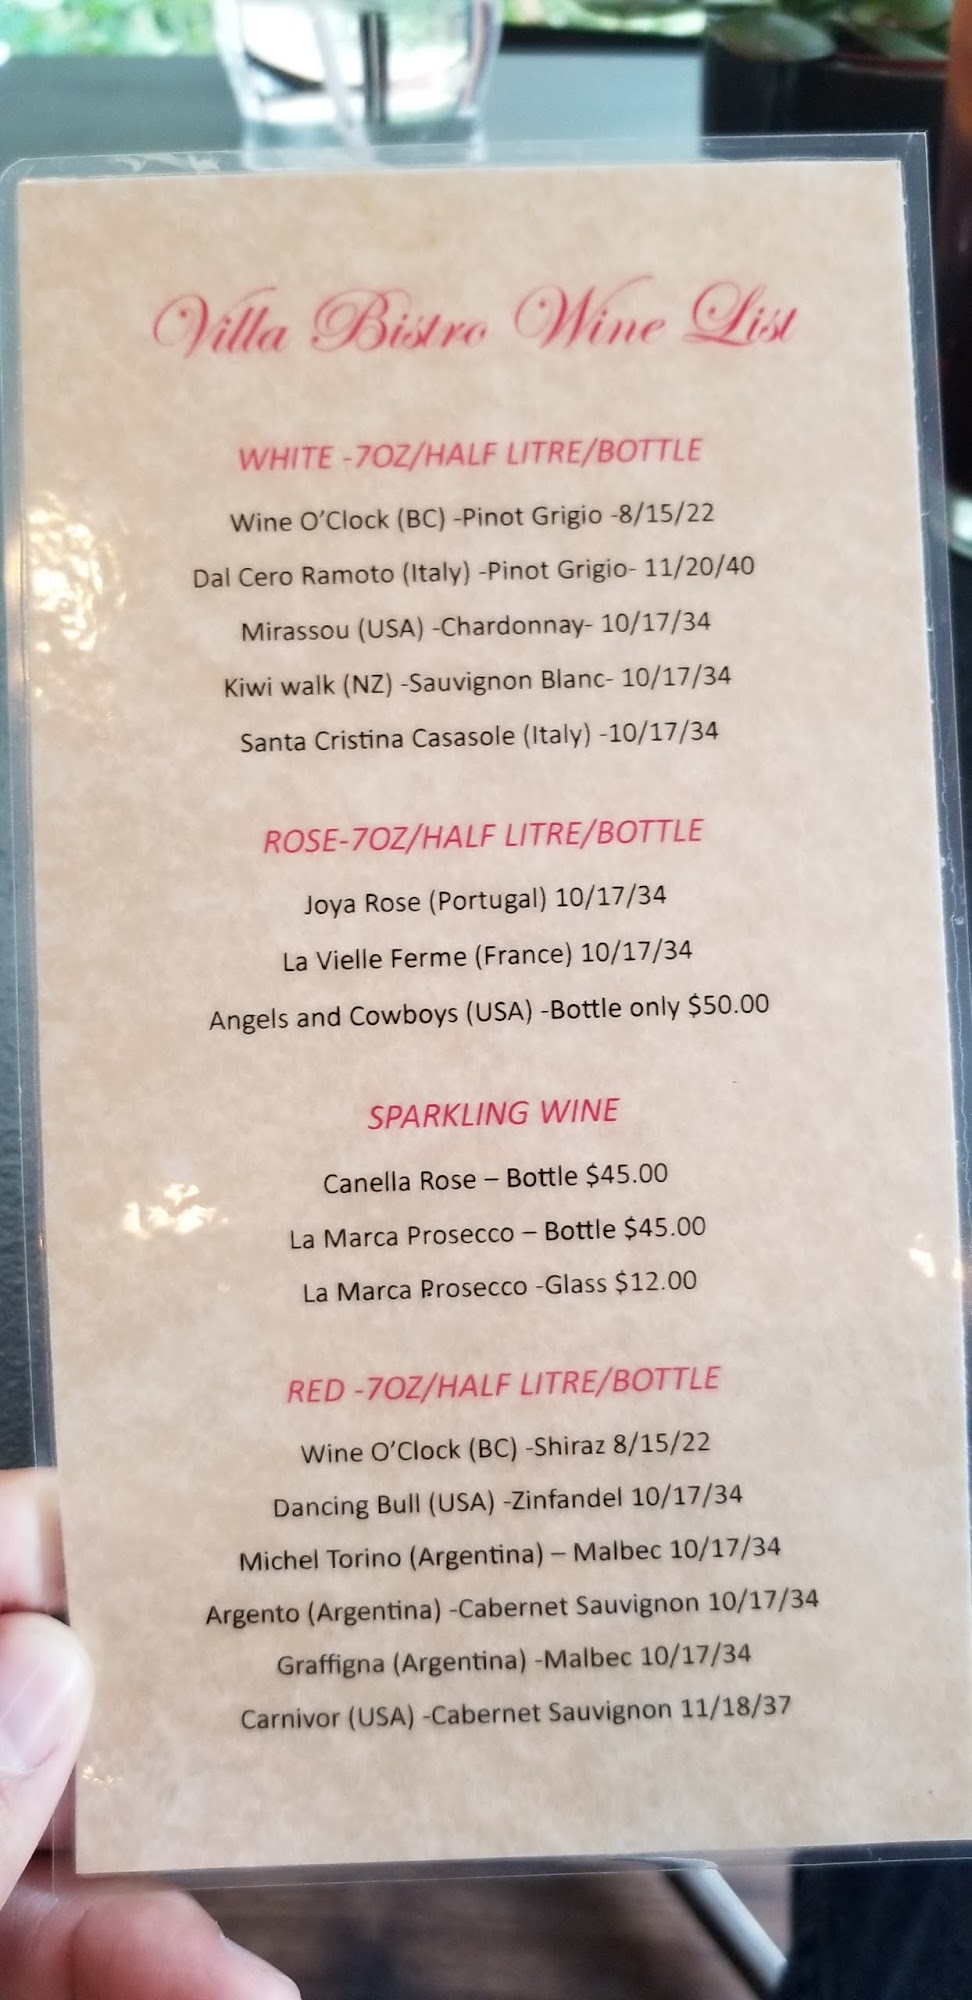 Villa Bistro Wine List
WHITE -7OZ/HALF LITRE/BOTTLE
Wine O'Clock (BC) -Pinot Grigio -8/15/22
Dal Cero Ramoto (Italy) -Pinot Grigio- 11/20/40
Mirassou (USA) -Chardonnay- 10/17/34
Kiwi walk (NZ) -Sauvignon Blanc- 10/17/34
Santa Cristina Casasole (Italy) -10/17/34
ROSE-7OZ/HALF LITRE/BOTTLE
Joya Rose (Portugal) 10/17/34
La Vielle Ferme (France) 10/17/34
Angels and Cowboys (USA) -Bottle only $50.00
SPARKLING WINE
Canella Rose – Bottle $45.00
La Marca Prosecco – Bottle $45.00
La Marca Prosecco -Glass $12.00
RED -7OZ/HALF LITRE/BOTTLE
Wine O'Clock (BC) -Shiraz 8/15/22
Dancing Bull (USA) -Zinfandel 10/17/34
Michel Torino (Argentina) – Malbec 10/17/34
Argento (Argentina) -Cabernet Sauvignon 10/17/34
Graffigna (Argentina) -Malbec 10/17/34
Carnivor (USA) -Cabernet Sauvignon 11/18/37